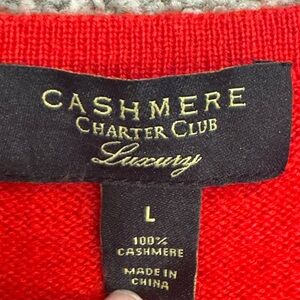 CASHMERE
CHARTER CLUB
Luxury
L
100%
CASHMERE
MADE IN
CHINA